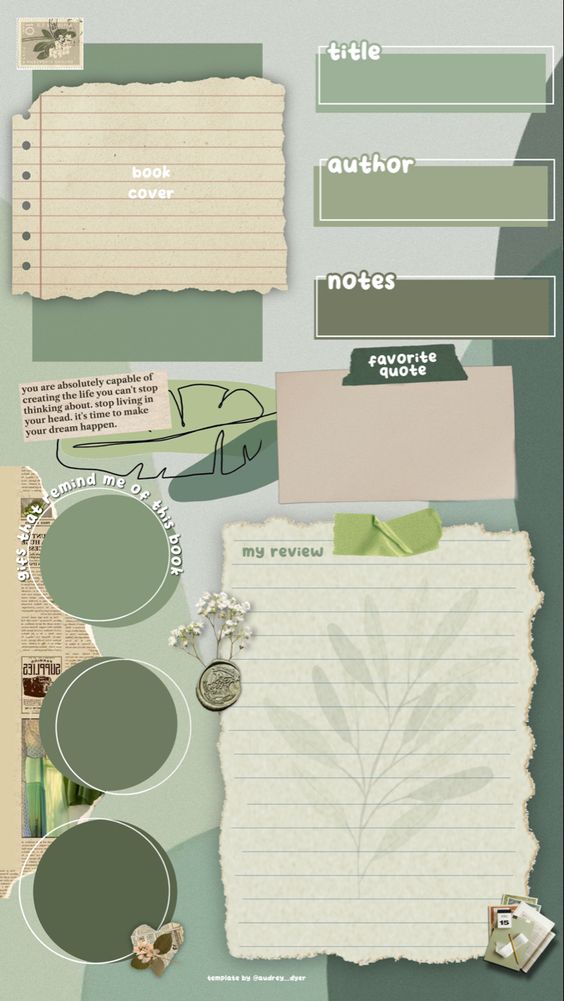 title
book
cover
author
notes
favorite
quote
you are absolutely capable of
creating the life you can't stop
thinking about. stop living in
your head. it's time to make
your dream happen.
gifs that remind me of this book
my review
SUPPLIES
15
template by @audrey__dyer